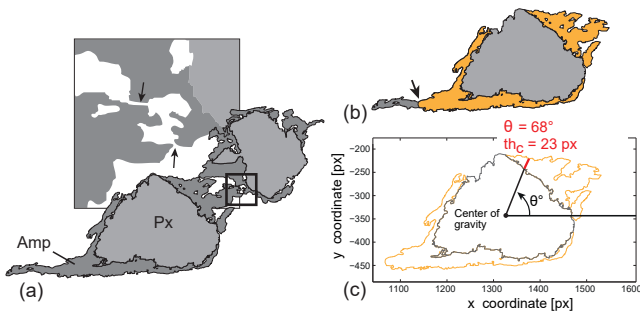 Px
Amp
(a)
(b)
θ = 68°
th_c = 23 px
-200
-250
-300
-350
-400
-450
y coordinate [px]
Center of
gravity
θ°
1100
1200
1300
1400
1500
1600
(c)
x coordinate [px]